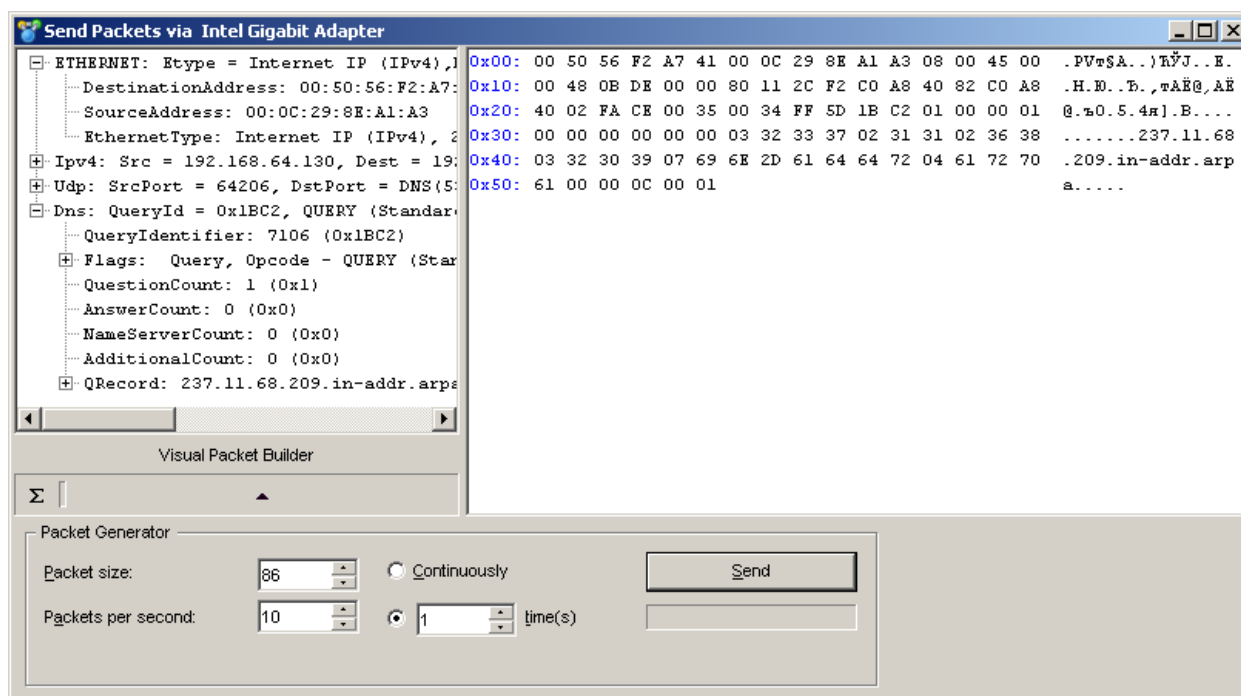 Send Packets via Intel Gigabit Adapter
ETHERNET: Etype = Internet IP (IPv4),
DestinationAddress: 00:50:56:F2:A7:
SourceAddress: 00:0C:29:8E:A1:A3
EthernetType: Internet IP (IPv4), 2
Ipv4: Src = 192.168.64.130, Dest = 19
Udp: SrcPort = 64206, DstPort = DNS(5
Dns: QueryId = 0x1BC2, QUERY (Standar
QueryIdentifier: 7106 (0x1BC2)
Flags: Query, Opcode - QUERY (Star
QuestionCount: 1 (0x1)
AnswerCount: 0 (0x0)
NameServerCount: 0 (0x0)
AdditionalCount: 0 (0x0)
QRecord: 237.11.68.209.in-addr.arpa
0x00: 00 50 56 F2 A7 41 00 0C 29 8E A1 A3 08 00 45 00 .PVт§A..)ЋЎЈ..E.
0x10: 00 48 0B DE 00 00 80 11 2C F2 C0 A8 40 82 C0 A8 .H.Ю..Ђ.,тАЁ@‚АЁ
0x20: 40 02 FA CE 00 35 00 34 FF 5D 1B C2 01 00 00 01 @.ъО.5.4я].В....
0x30: 00 00 00 00 00 00 03 32 33 37 02 31 31 02 36 38 .......237.11.68
0x40: 03 32 30 39 07 69 6E 2D 61 64 64 72 04 61 72 70 .209.in-addr.arp
0x50: 61 00 00 0C 00 01 a.....
Visual Packet Builder
Σ
Packet Generator
Packet size: 86
Continuously
Send
Packets per second: 10
1 time(s)